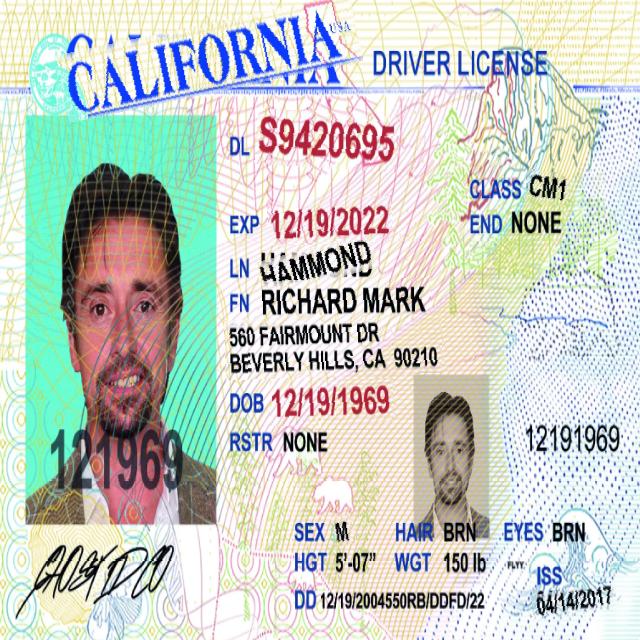 CALIFORNIA USA DRIVER LICENSE
DL S9420695
CLASS CM1
EXP 12/19/2022
END NONE
LN HAMMOND
FN RICHARD MARK
560 FAIRMOUNT DR
BEVERLY HILLS, CA 90210
DOB 12/19/1969
RSTR NONE
121969
12191969
SEX M HAIR BRN EYES BRN
HGT 5'-07" WGT 150 lb
ISS
DD 12/19/2004550RB/DDFD/22
04/14/2017